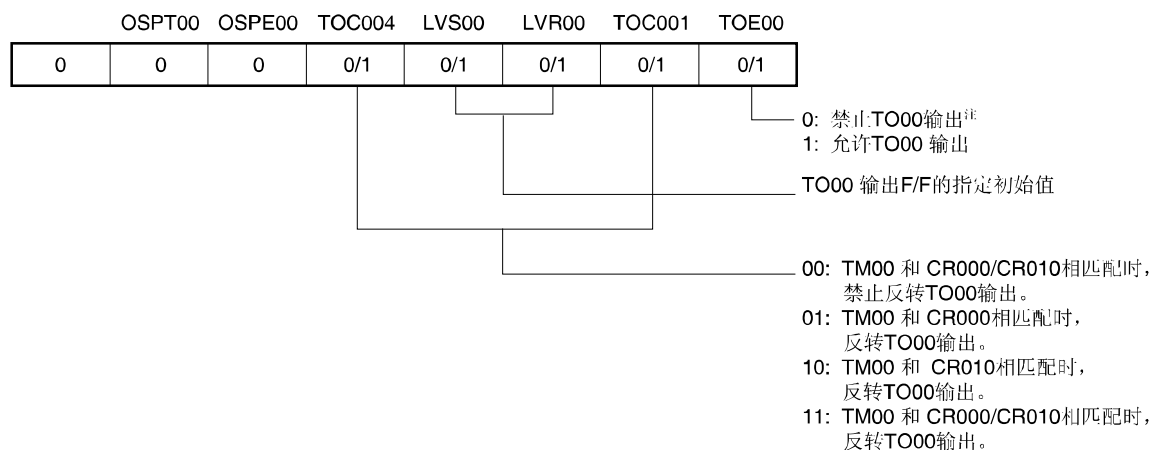 OSPT00 OSPE00 TOC004 LVS00 LVR00 TOC001 TOE00
0 0 0 0/1 0/1 0/1 0/1 0/1
0: 禁止TO00输出注
1: 允许TO00 输出
TO00 输出F/F的指定初始值
00: TM00 和 CR000/CR010相匹配时，
禁止反转TO00输出。
01: TM00 和 CR000相匹配时，
反转TO00输出。
10: TM00 和 CR010相匹配时，
反转TO00输出。
11: TM00 和 CR000/CR010相匹配时，
反转TO00输出。